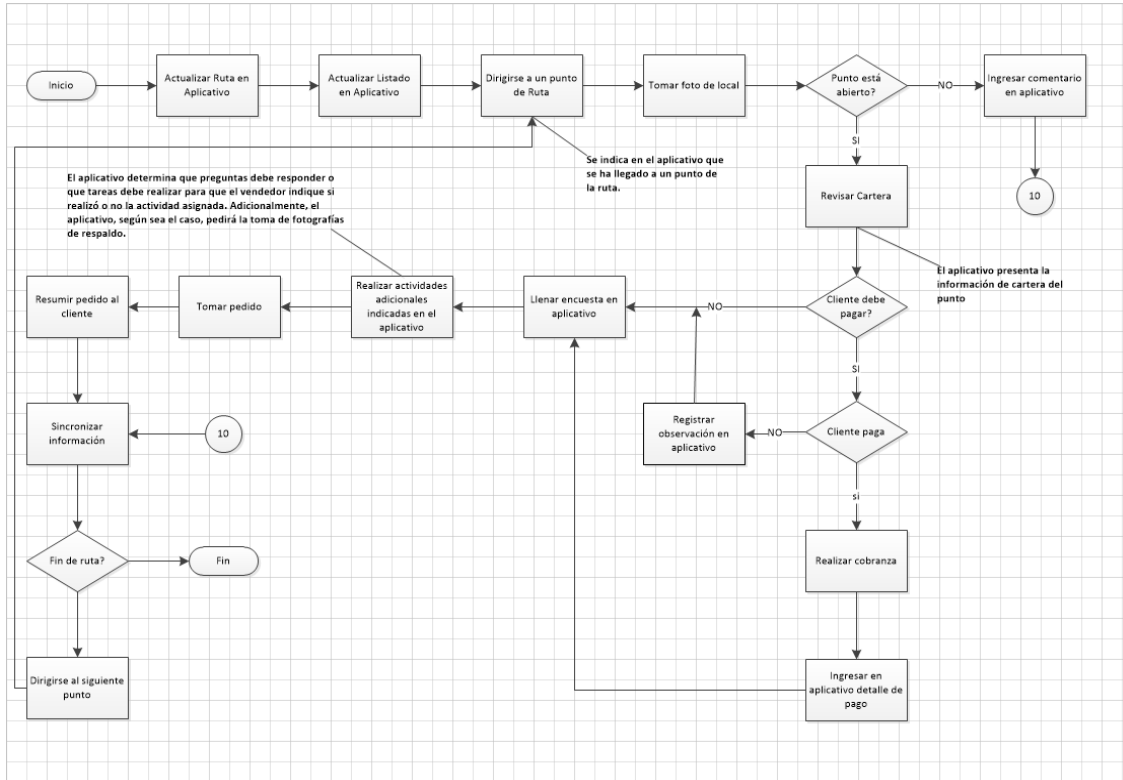 Inicio
Actualizar Ruta en
Aplicativo
Actualizar Listado
en Aplicativo
Dirigirse a un punto
de Ruta
Tomar foto de local
Punto está
abierto?
NO
Ingresar comentario
en aplicativo
SI
Se indica en el aplicativo que
se ha llegado a un punto de
la ruta.
El aplicativo determina que preguntas debe responder o
que tareas debe realizar para que el vendedor indique si
realizó o no la actividad asignada. Adicionalmente, el
aplicativo, según sea el caso, pedirá la toma de fotografías
de respaldo.
Revisar Cartera
10
El aplicativo presenta la
información de cartera del
punto
Resumir pedido al
cliente
Tomar pedido
Realizar actividades
adicionales
indicadas en el
aplicativo
Llenar encuesta en
aplicativo
NO
Cliente debe
pagar?
SI
Sincronizar
información
10
Registrar
observación en
aplicativo
NO
Cliente paga
si
Fin de ruta?
Fin
Realizar cobranza
Dirigirse al siguiente
punto
Ingresar en
aplicativo detalle de
pago